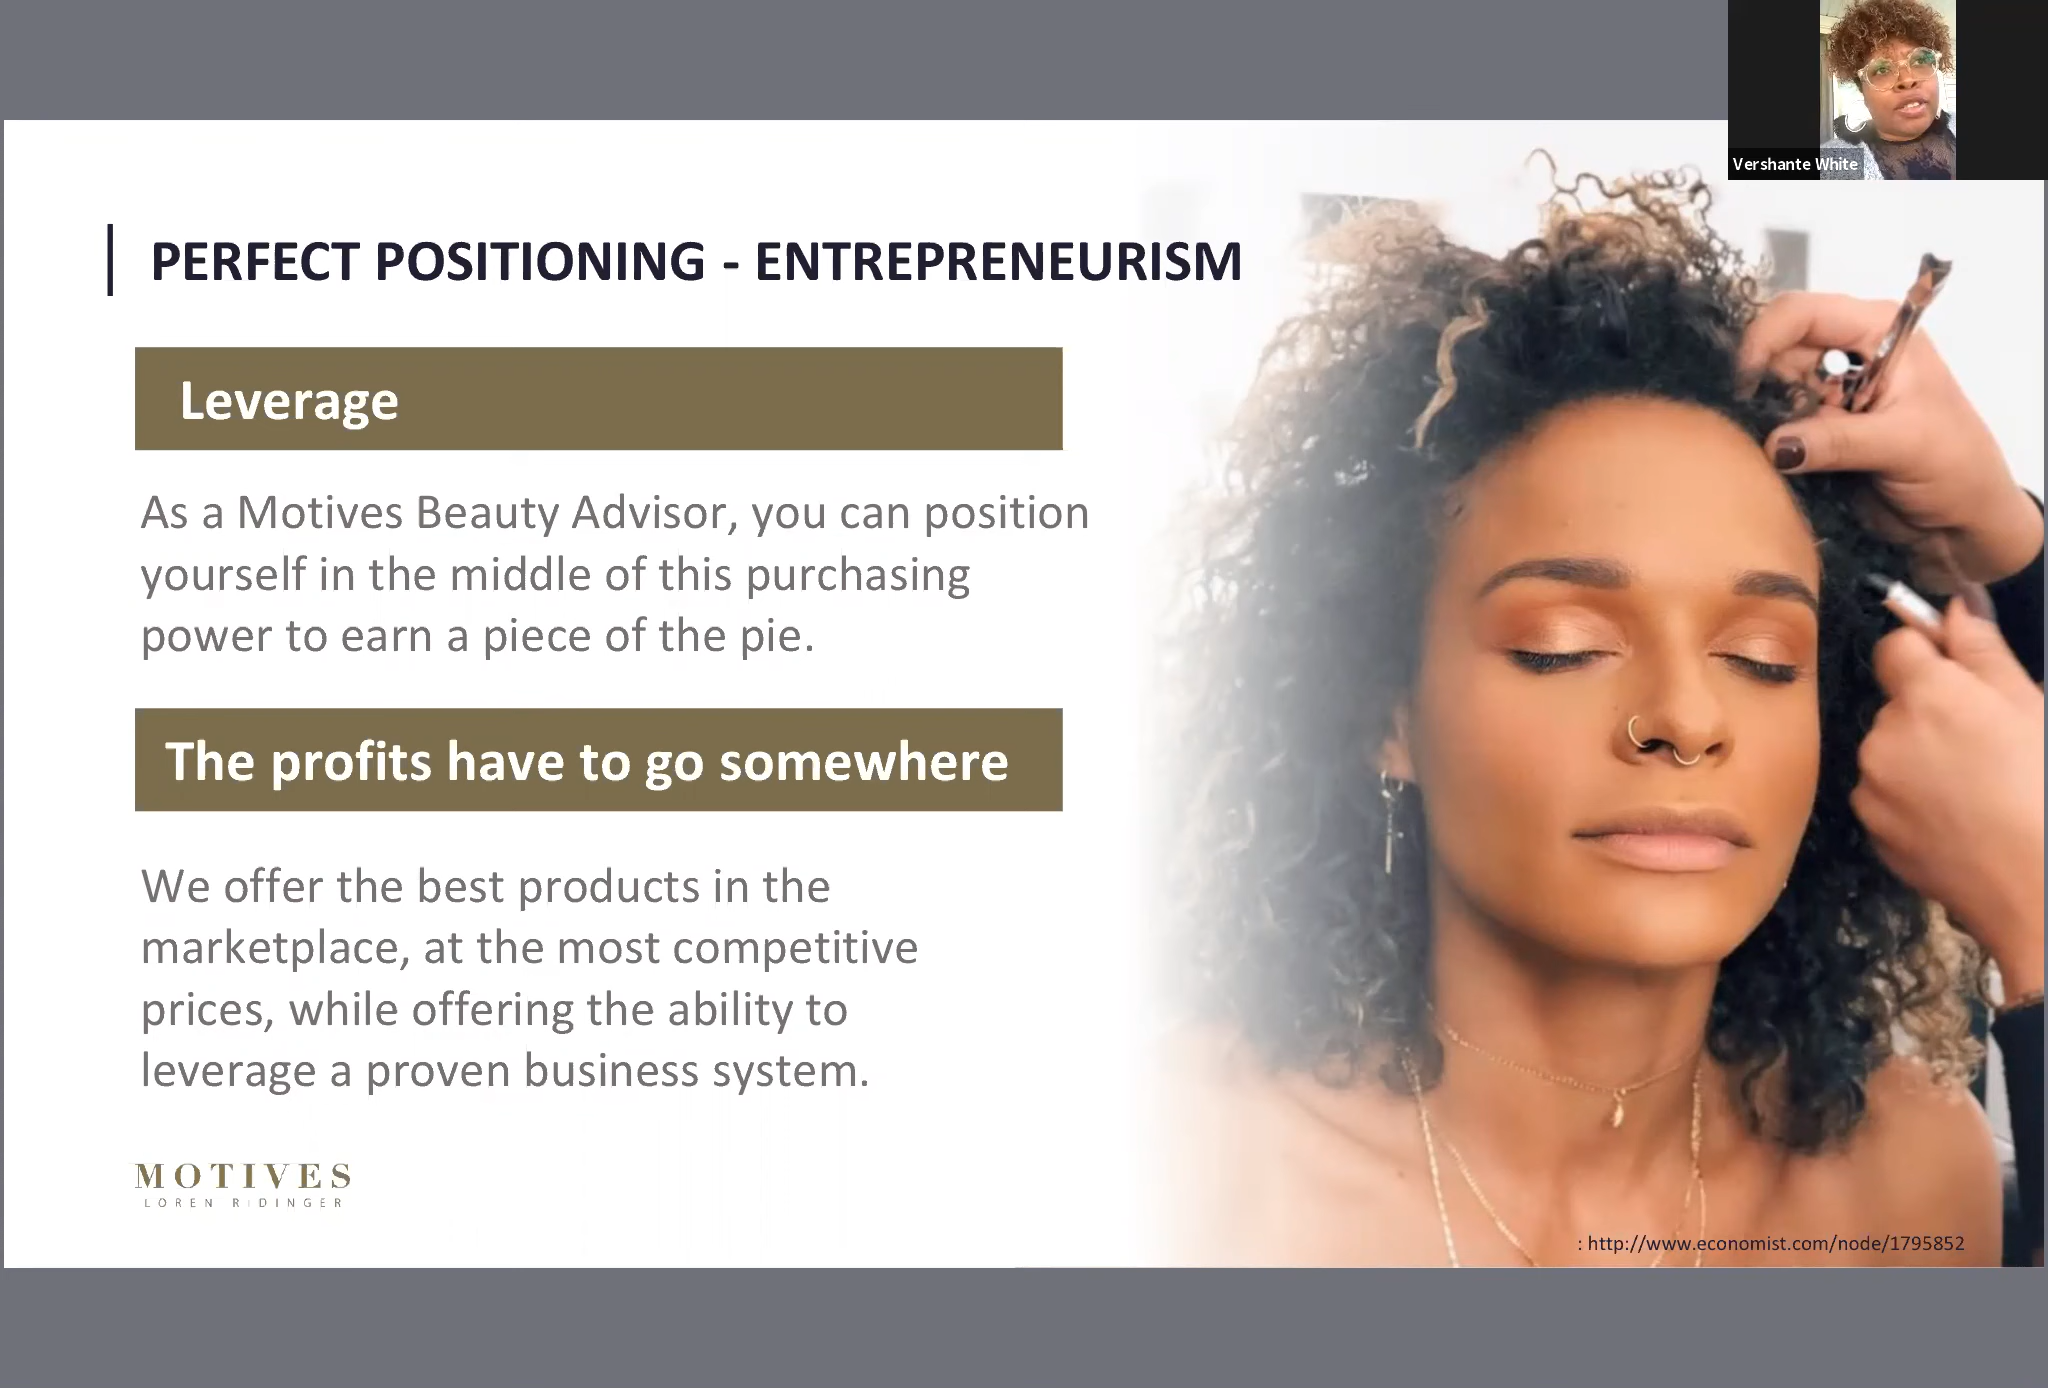 Vershante White
PERFECT POSITIONING - ENTREPRENEURISM
Leverage
As a Motives Beauty Advisor, you can position
yourself in the middle of this purchasing
power to earn a piece of the pie.
The profits have to go somewhere
We offer the best products in the
marketplace, at the most competitive
prices, while offering the ability to
leverage a proven business system.
MOTIVES
LOREN RIDINGER
: http://www.economist.com/node/1795852